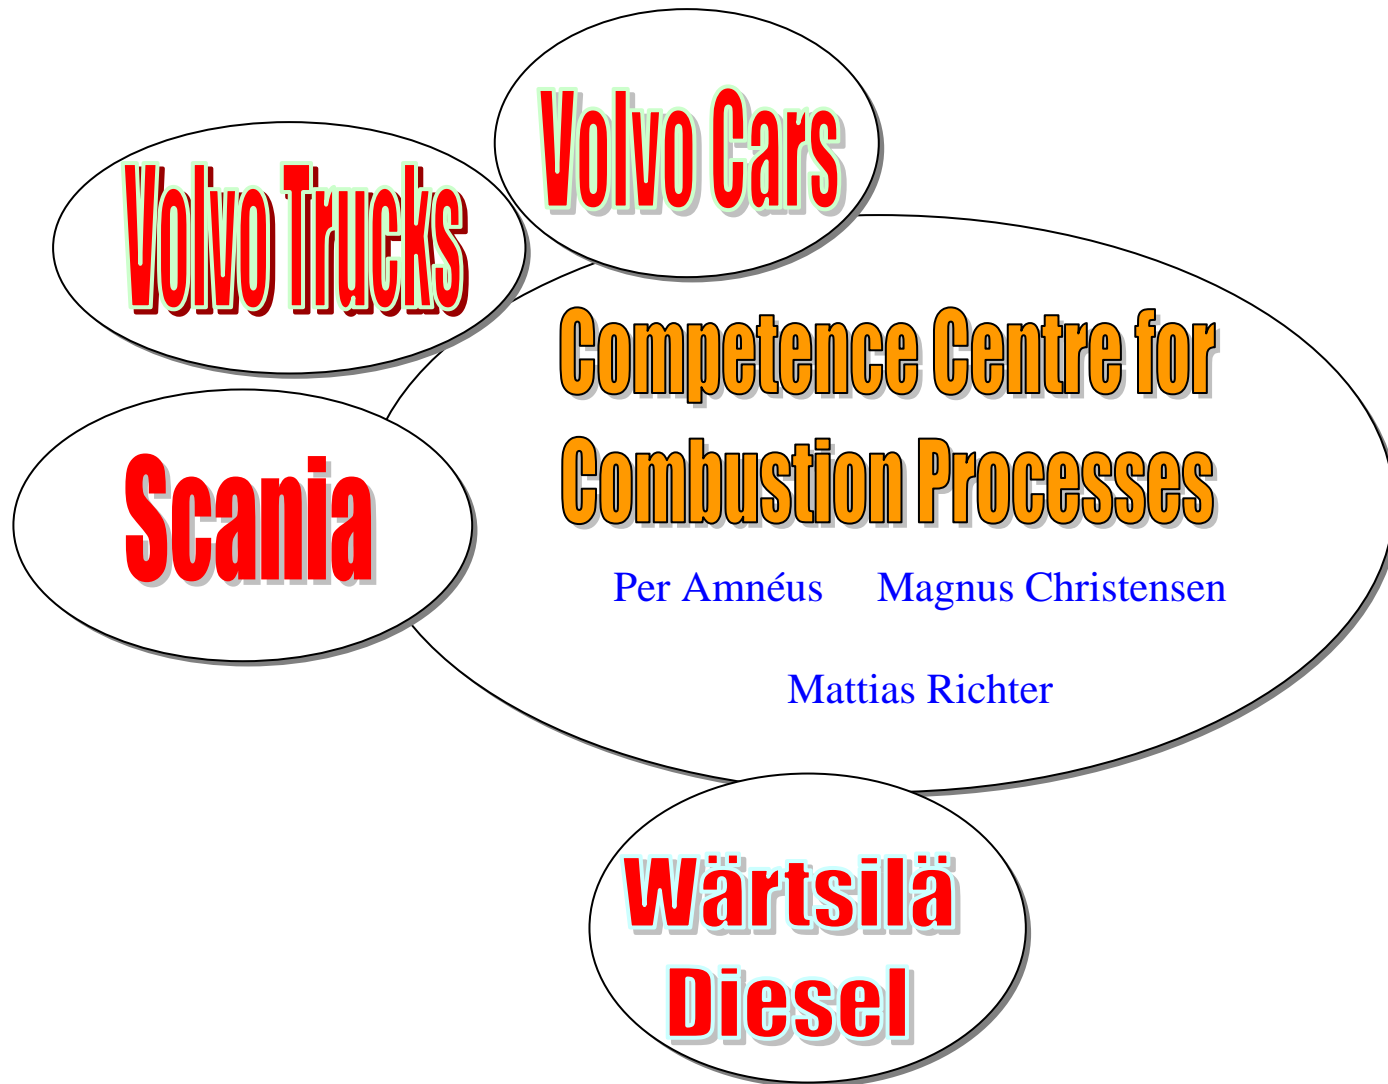 Volvo Cars
Volvo Trucks
Competence Centre for
Combustion Processes
Scania
Per Amnéus Magnus Christensen
Mattias Richter
Wärtsilä
Diesel